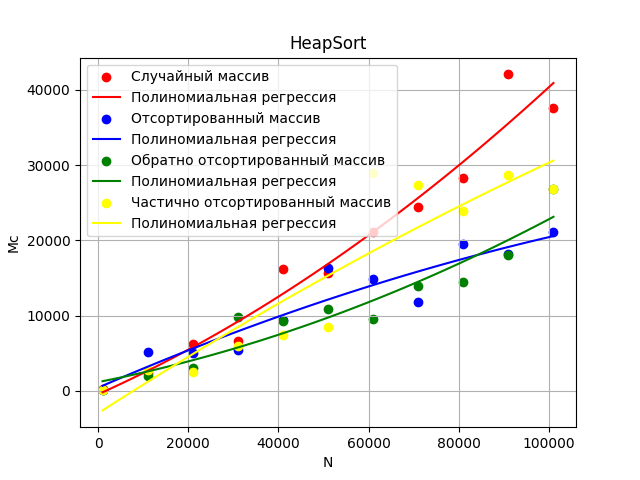 HeapSort
Случайный массив
Полиномиальная регрессия
Отсортированный массив
Полиномиальная регрессия
Обратно отсортированный массив
Полиномиальная регрессия
Частично отсортированный массив
Полиномиальная регрессия
40000
30000
20000
10000
0
Мс
0 20000 40000 60000 80000 100000
N